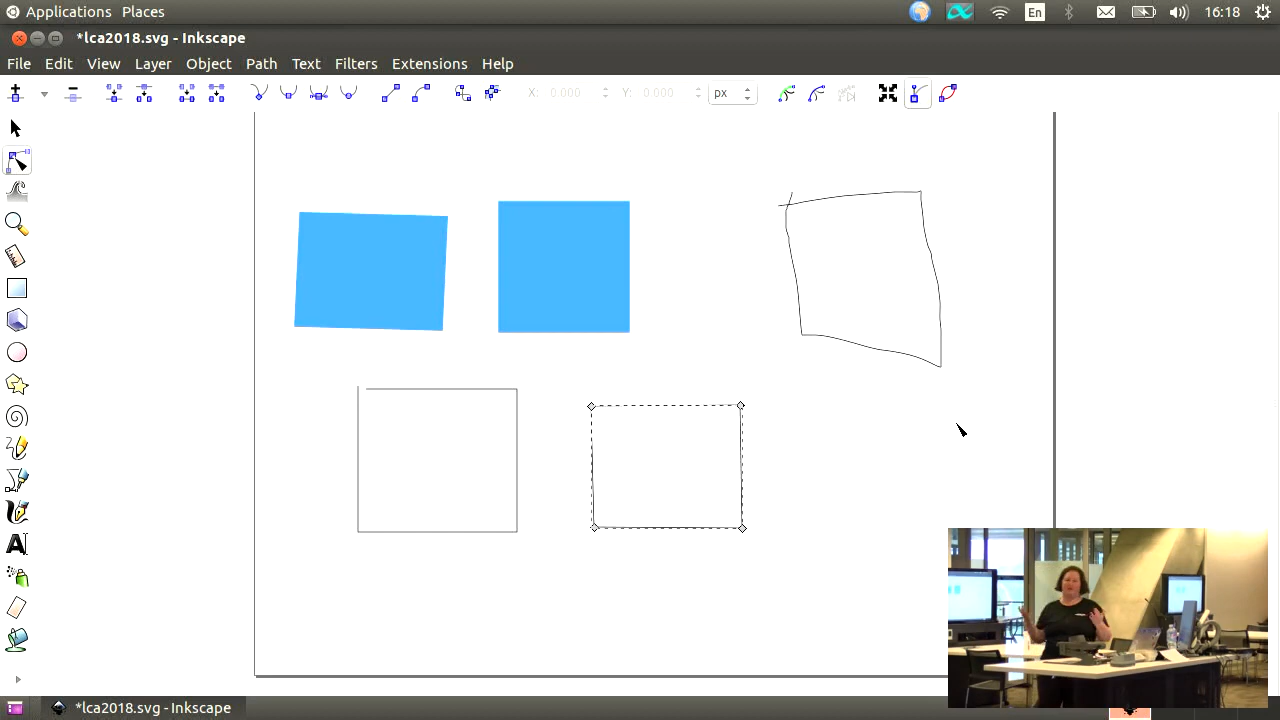 Applications Places
En
16:18
*lca2018.svg - Inkscape
File Edit View Layer Object Path Text Filters Extensions Help
X: 0.000 Y: 0.000 px
*lca2018.svg - Inkscape